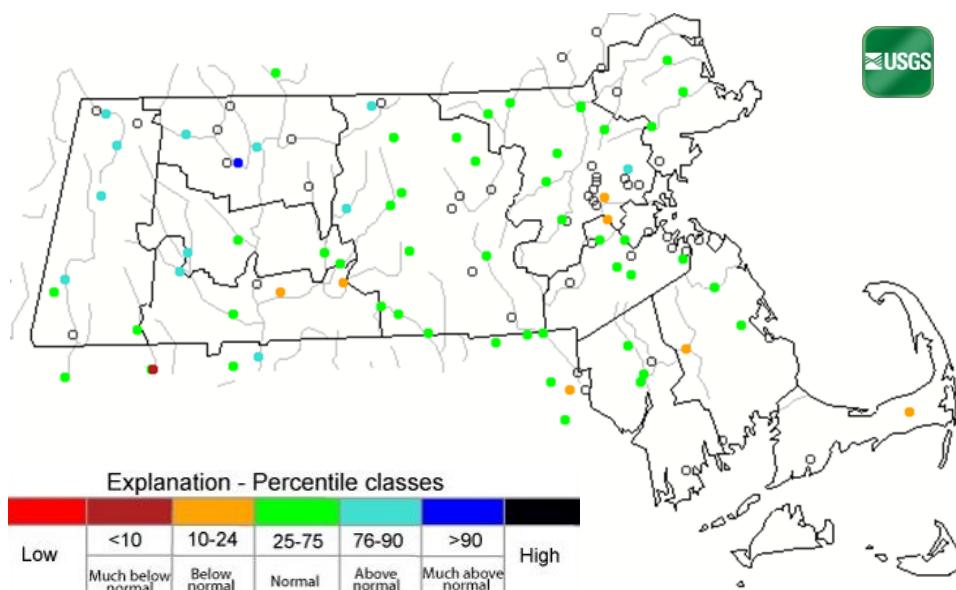 USGS
Explanation - Percentile classes
Low <10 10-24 25-75 76-90 >90 High
Much below normal Below normal Normal Above normal Much above normal